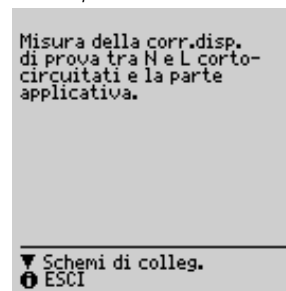 Misura della corr.disp.
di prova tra N e L corto-
circuitati e la parte
applicativa.
▼ Schemi di colleg.
ESCI